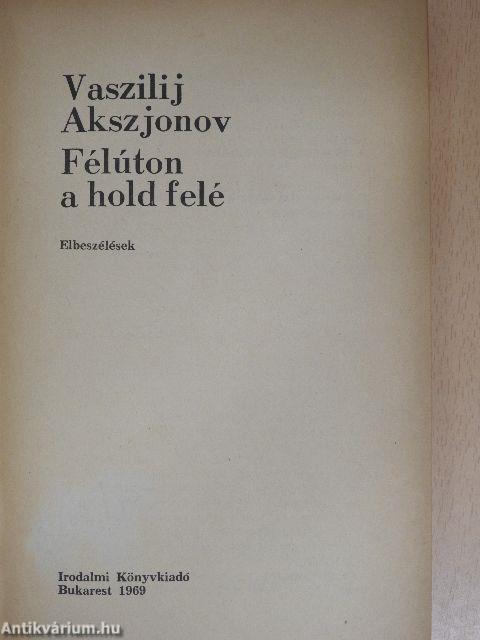 Vaszilij
Akszjonov
Félúton
a hold felé
Elbeszélések
Irodalmi Könyvkiadó
Bukarest 1969
Antikvárium.hu